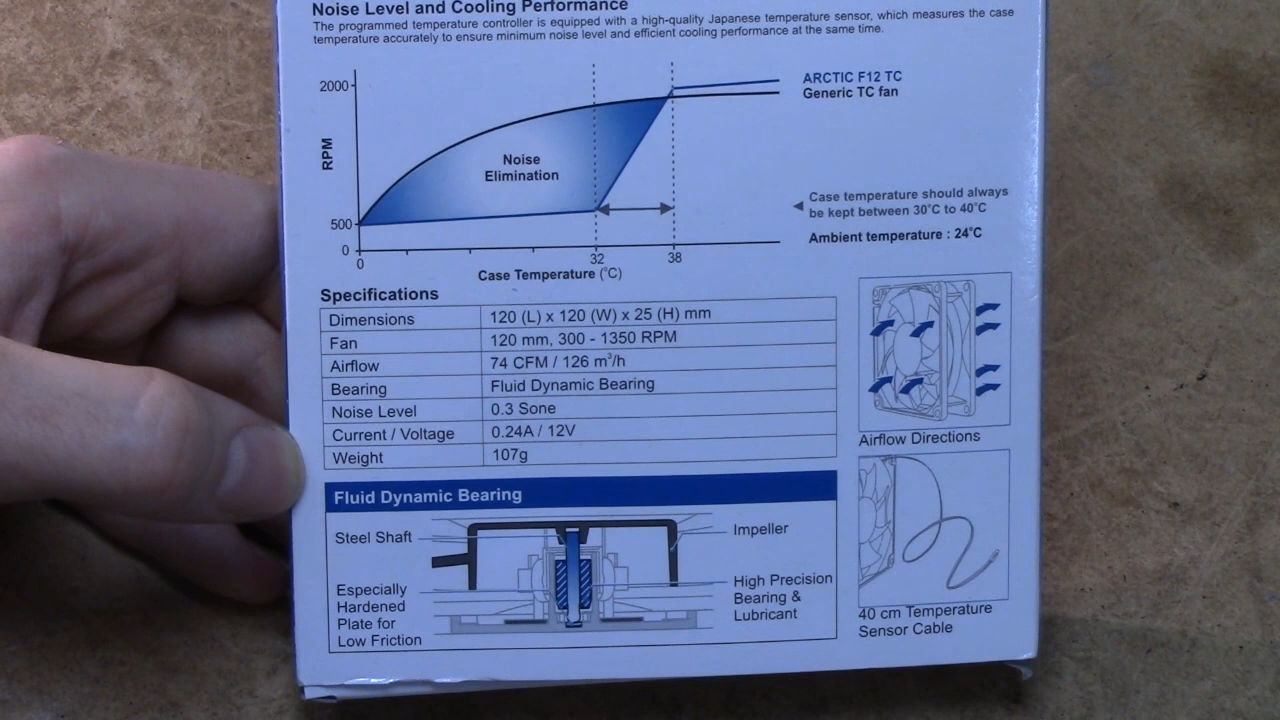 Noise Level and Cooling Performance
The programmed temperature controller is equipped with a high-quality Japanese temperature sensor, which measures the case
temperature accurately to ensure minimum noise level and efficient cooling performance at the same time.
2000
ARCTIC F12 TC
Generic TC fan
RPM
Noise
Elimination
Case temperature should always
be kept between 30°C to 40°C
500
0
Ambient temperature : 24°C
0
32
38
Case Temperature (°C)
Specifications
Dimensions 120 (L) x 120 (W) x 25 (H) mm
Fan 120 mm, 300 - 1350 RPM
Airflow 74 CFM / 126 m³/h
Bearing Fluid Dynamic Bearing
Noise Level 0.3 Sone
Current / Voltage 0.24A / 12V
Weight 107g
Airflow Directions
Fluid Dynamic Bearing
Steel Shaft
Impeller
Especially
Hardened
Plate for
Low Friction
High Precision
Bearing &
Lubricant
40 cm Temperature
Sensor Cable